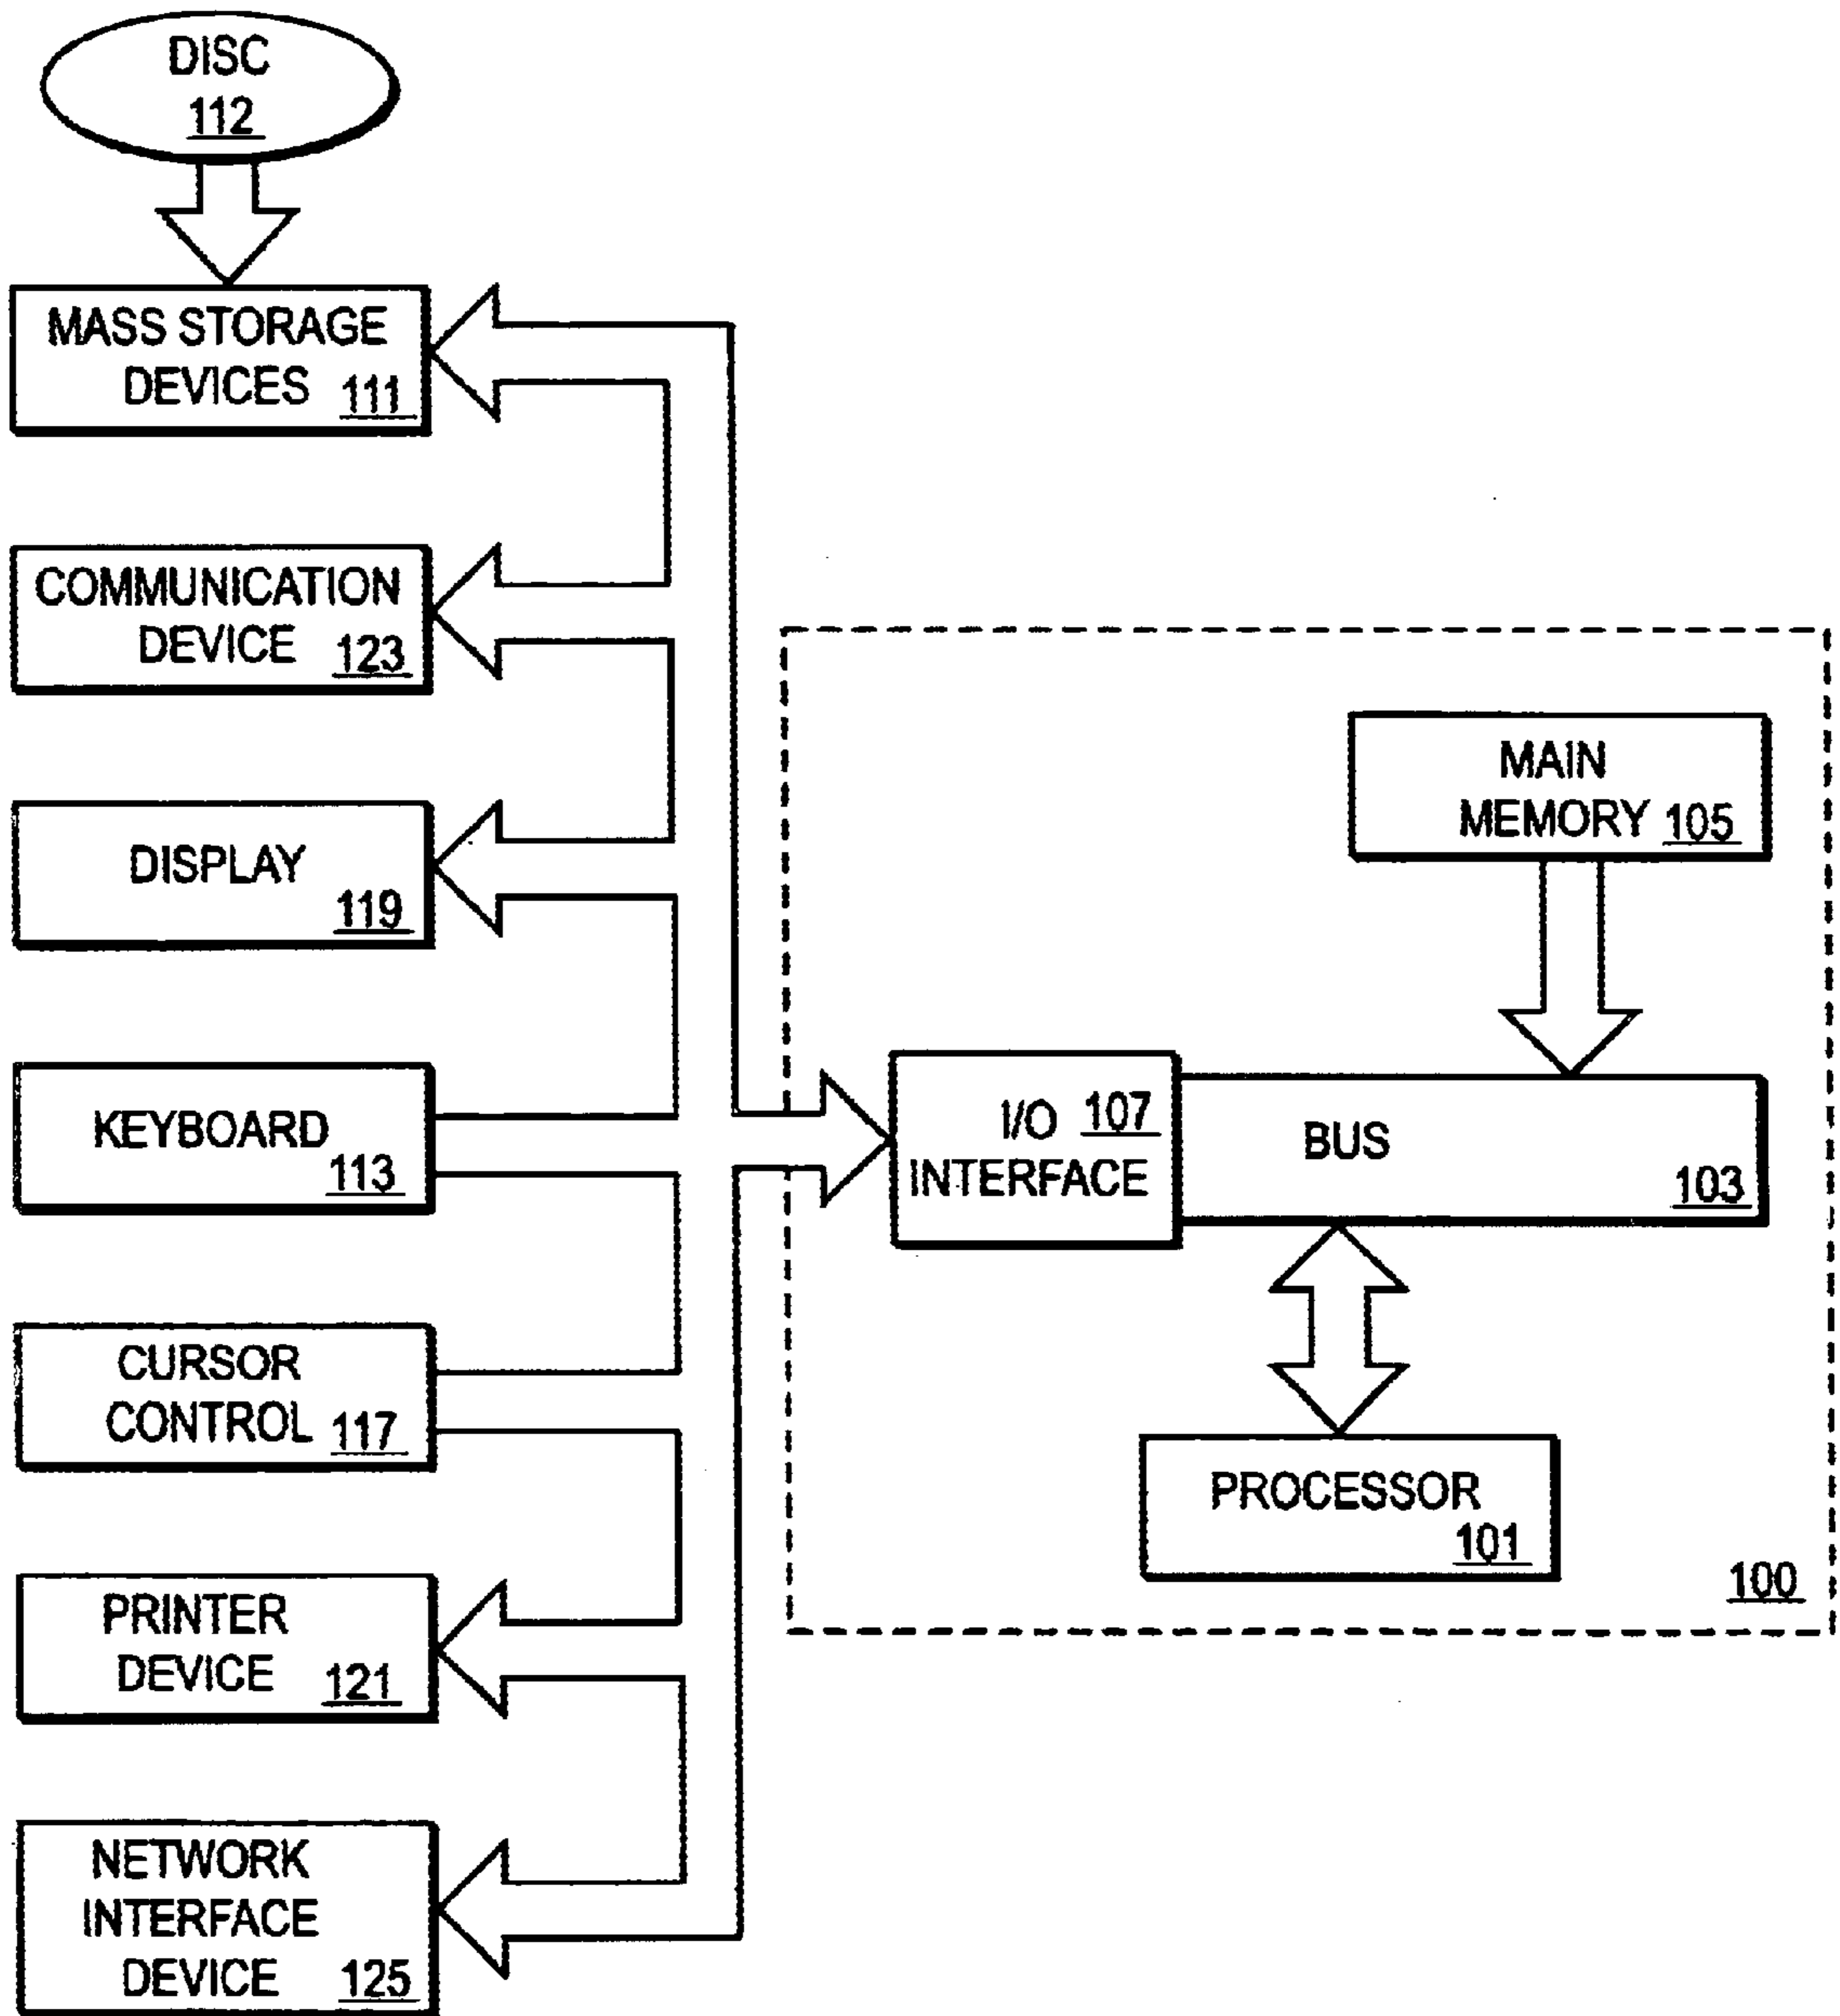 DISC
112
MASS STORAGE
DEVICES 111
COMMUNICATION
DEVICE 123
DISPLAY
119
KEYBOARD
113
CURSOR
CONTROL 117
PRINTER
DEVICE 121
NETWORK
INTERFACE
DEVICE 125
MAIN
MEMORY 105
I/O 107
INTERFACE
BUS
103
PROCESSOR
101
100